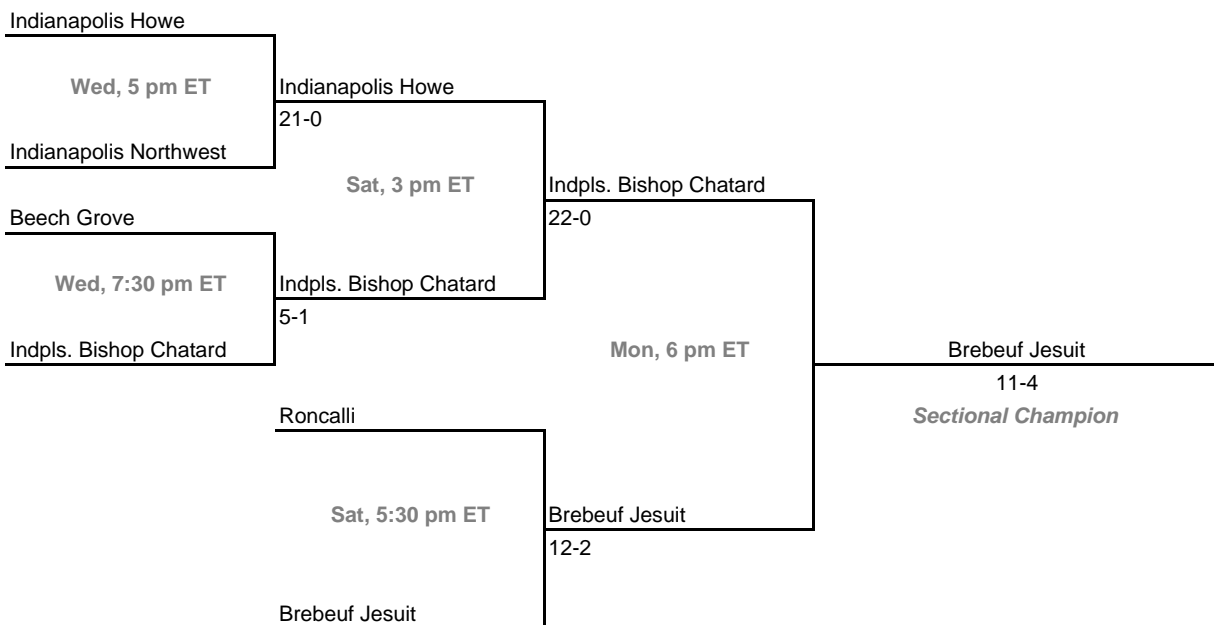 Indianapolis Howe
Wed, 5 pm ET
Indianapolis Howe
21-0
Indianapolis Northwest
Sat, 3 pm ET
Indpls. Bishop Chatard
22-0
Beech Grove
Wed, 7:30 pm ET
Indpls. Bishop Chatard
5-1
Indpls. Bishop Chatard
Mon, 6 pm ET
Brebeuf Jesuit
11-4
Sectional Champion
Roncalli
Sat, 5:30 pm ET
Brebeuf Jesuit
12-2
Brebeuf Jesuit